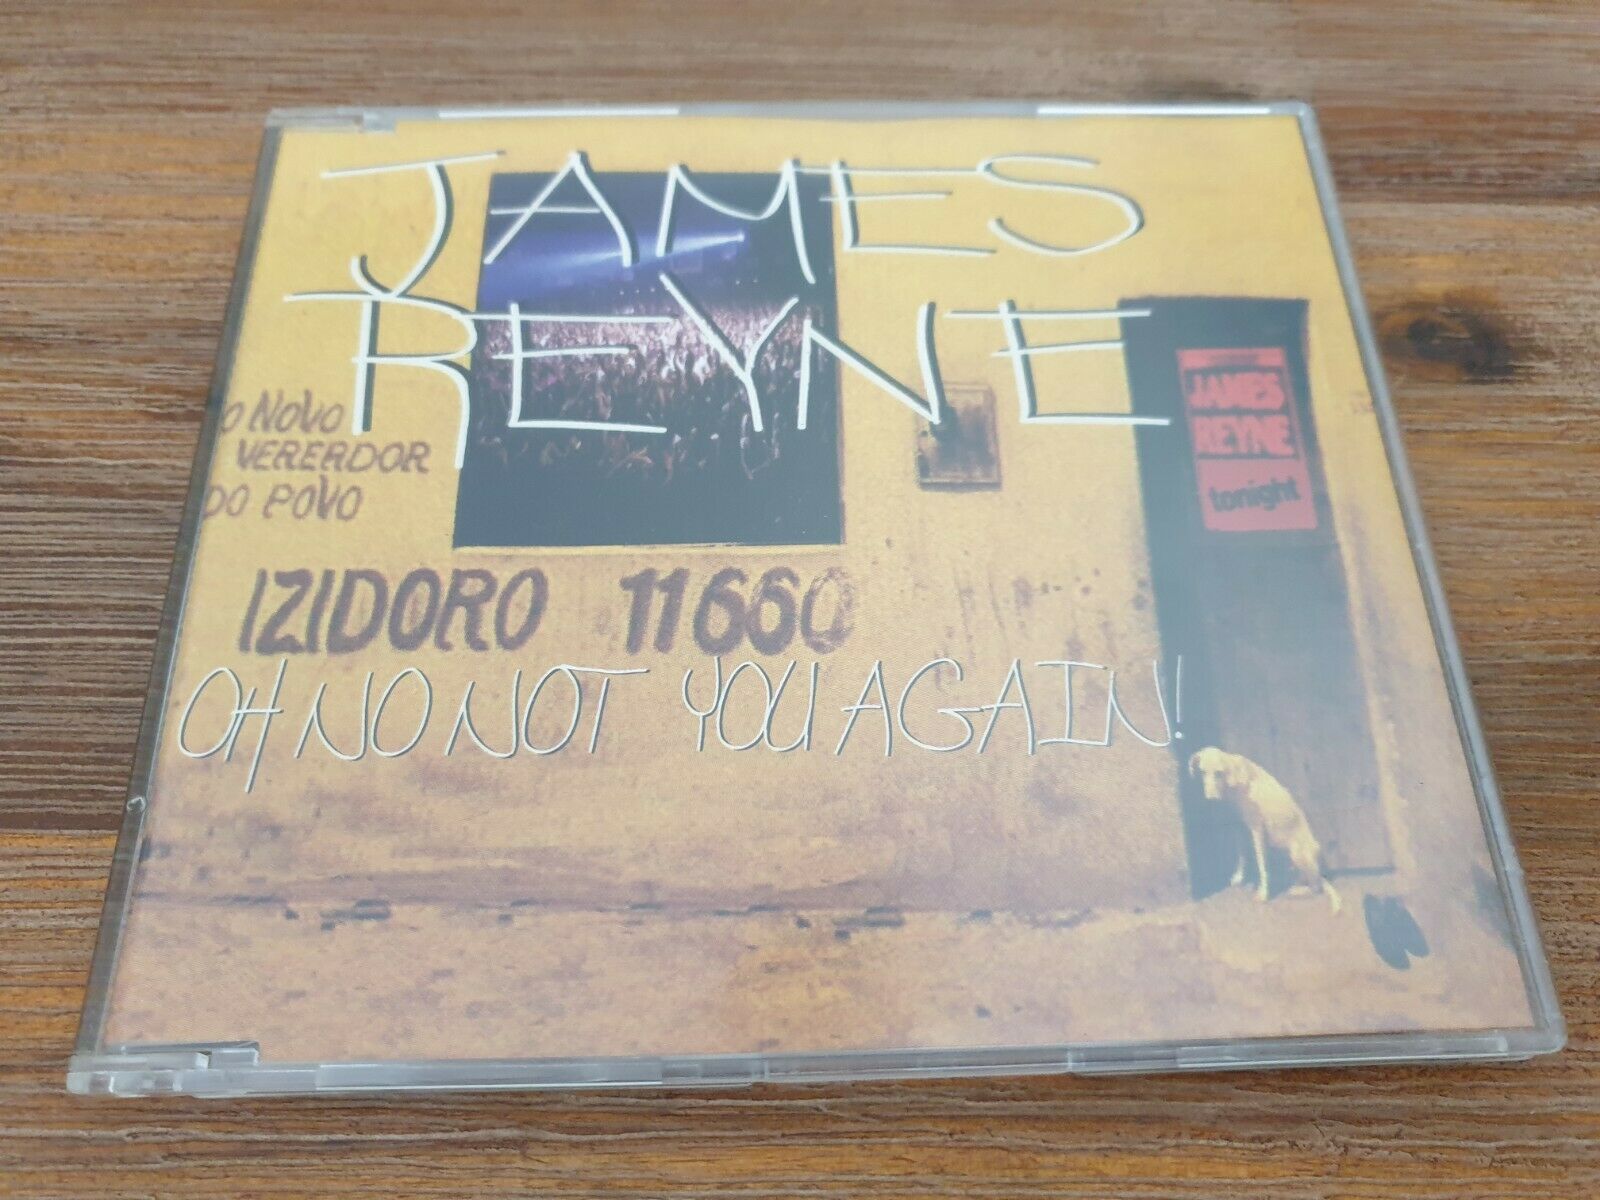 JAMES
REYNE
JAMES
REYNE
tonight
O NOVO
VERERDOR
DO POVO
IZIDORO 11660
OH NO NOT YOU AGAIN!